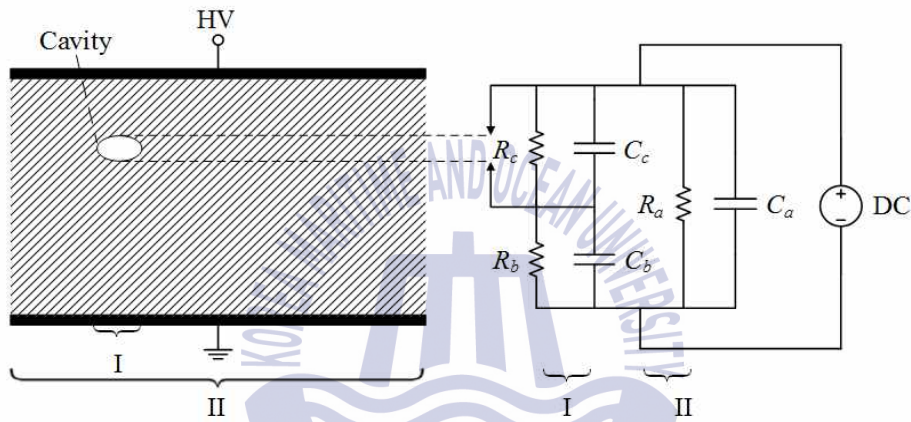 HV
Cavity
Rc
Cc
Ra
Ca
DC
Rb
Cb
I
II
I
II
KOREA MARITIME AND OCEAN UNIVERSITY